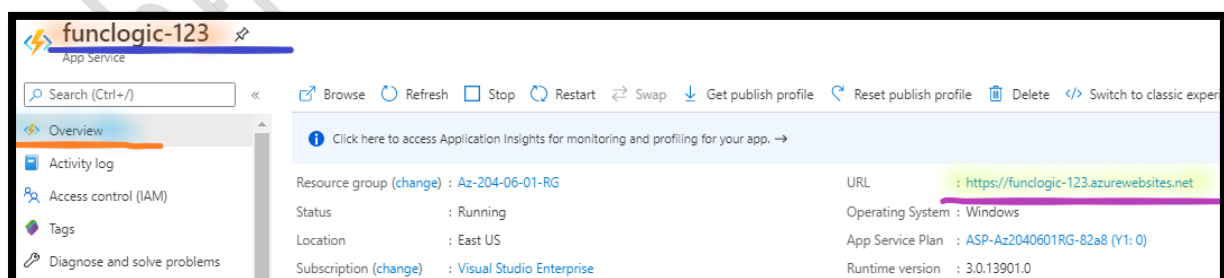 funclogic-123
App Service
Search (Ctrl+/)
«
Browse Refresh Stop Restart Swap Get publish profile Reset publish profile Delete Switch to classic experi
Overview
Click here to access Application Insights for monitoring and profiling for your app. →
Activity log
Access control (IAM)
Tags
Diagnose and solve problems
Resource group (change) : Az-204-06-01-RG
Status : Running
Location : East US
Subscription (change) : Visual Studio Enterprise
URL : https://funclogic-123.azurewebsites.net
Operating System : Windows
App Service Plan : ASP-Az2040601RG-82a8 (Y1: 0)
Runtime version : 3.0.13901.0